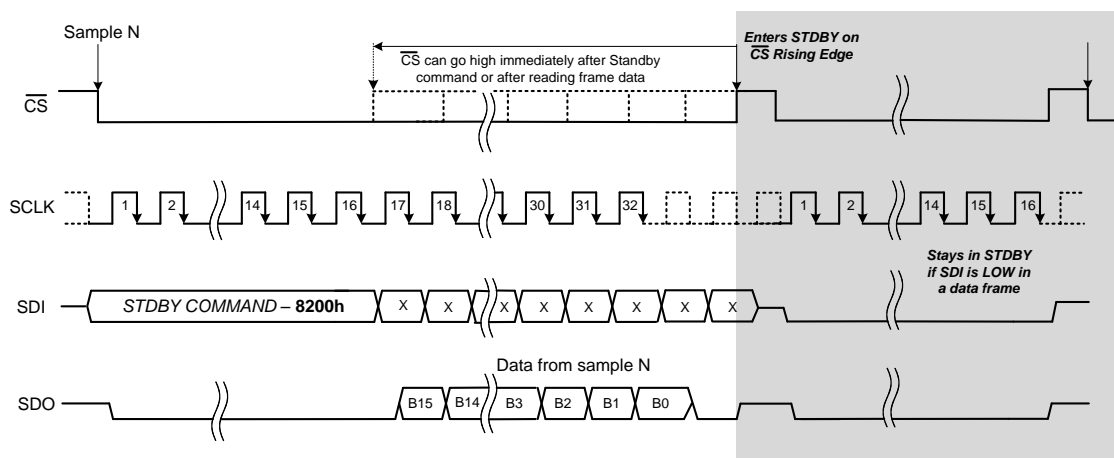 Sample N
CS can go high immediately after Standby
command or after reading frame data
Enters STDBY on
CS Rising Edge
CS
SCLK
1 2 14 15 16 17 18 30 31 32 1 2 14 15 16
Stays in STDBY
if SDI is LOW in
a data frame
SDI
STDBY COMMAND – 8200h X X X X X X X X
Data from sample N
SDO
B15 B14 B3 B2 B1 B0